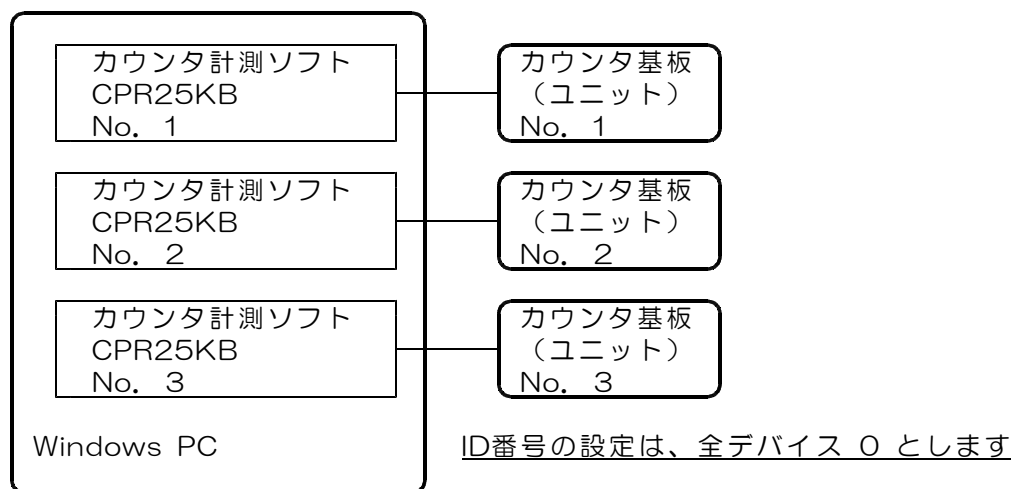 カウンタ計測ソフト
CPR25KB
No. 1
カウンタ基板
（ユニット）
No. 1
カウンタ計測ソフト
CPR25KB
No. 2
カウンタ基板
（ユニット）
No. 2
カウンタ計測ソフト
CPR25KB
No. 3
カウンタ基板
（ユニット）
No. 3
Windows PC
ID番号の設定は、全デバイス 0 とします